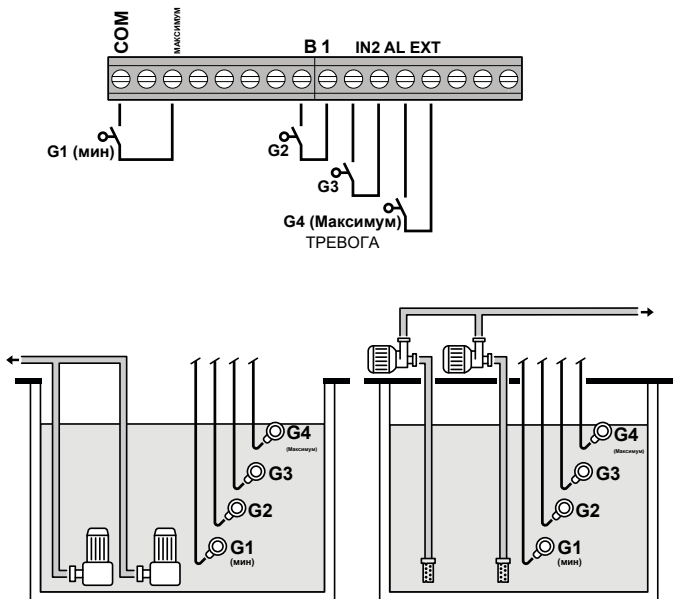 COM МАКСИМУМ B 1 IN2 AL EXT
G1 (мин)
G2
G3
G4 (Максимум)
ТРЕВОГА
G4
(Максимум)
G3
G2
G1
(мин)
G4
(Максимум)
G3
G2
G1
(мин)